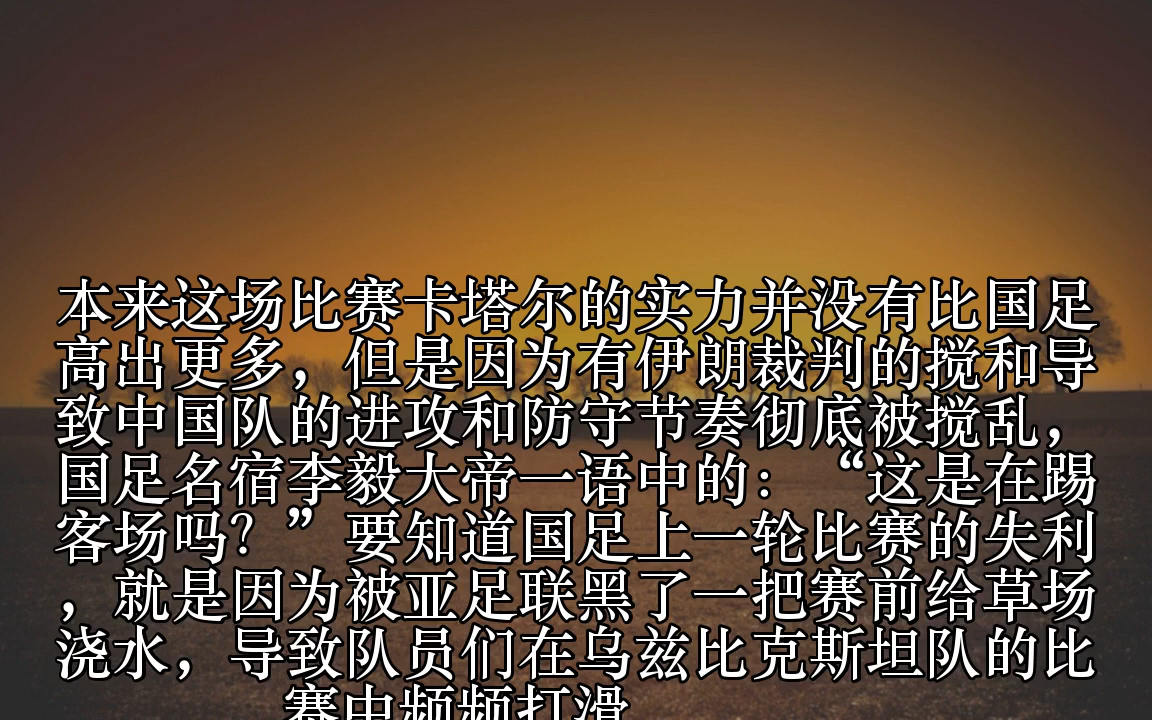 本来这场比赛卡塔尔的实力并没有比国足
高出更多，但是因为有伊朗裁判的搅和导
致中国队的进攻和防守节奏彻底被搅乱，
国足名宿李毅大帝一语中的：“这是在踢
客场吗？”要知道国足上一轮比赛的失利
，就是因为被亚足联黑了一把赛前给草场
浇水，导致队员们在乌兹比克斯坦队的比
赛中频频打滑